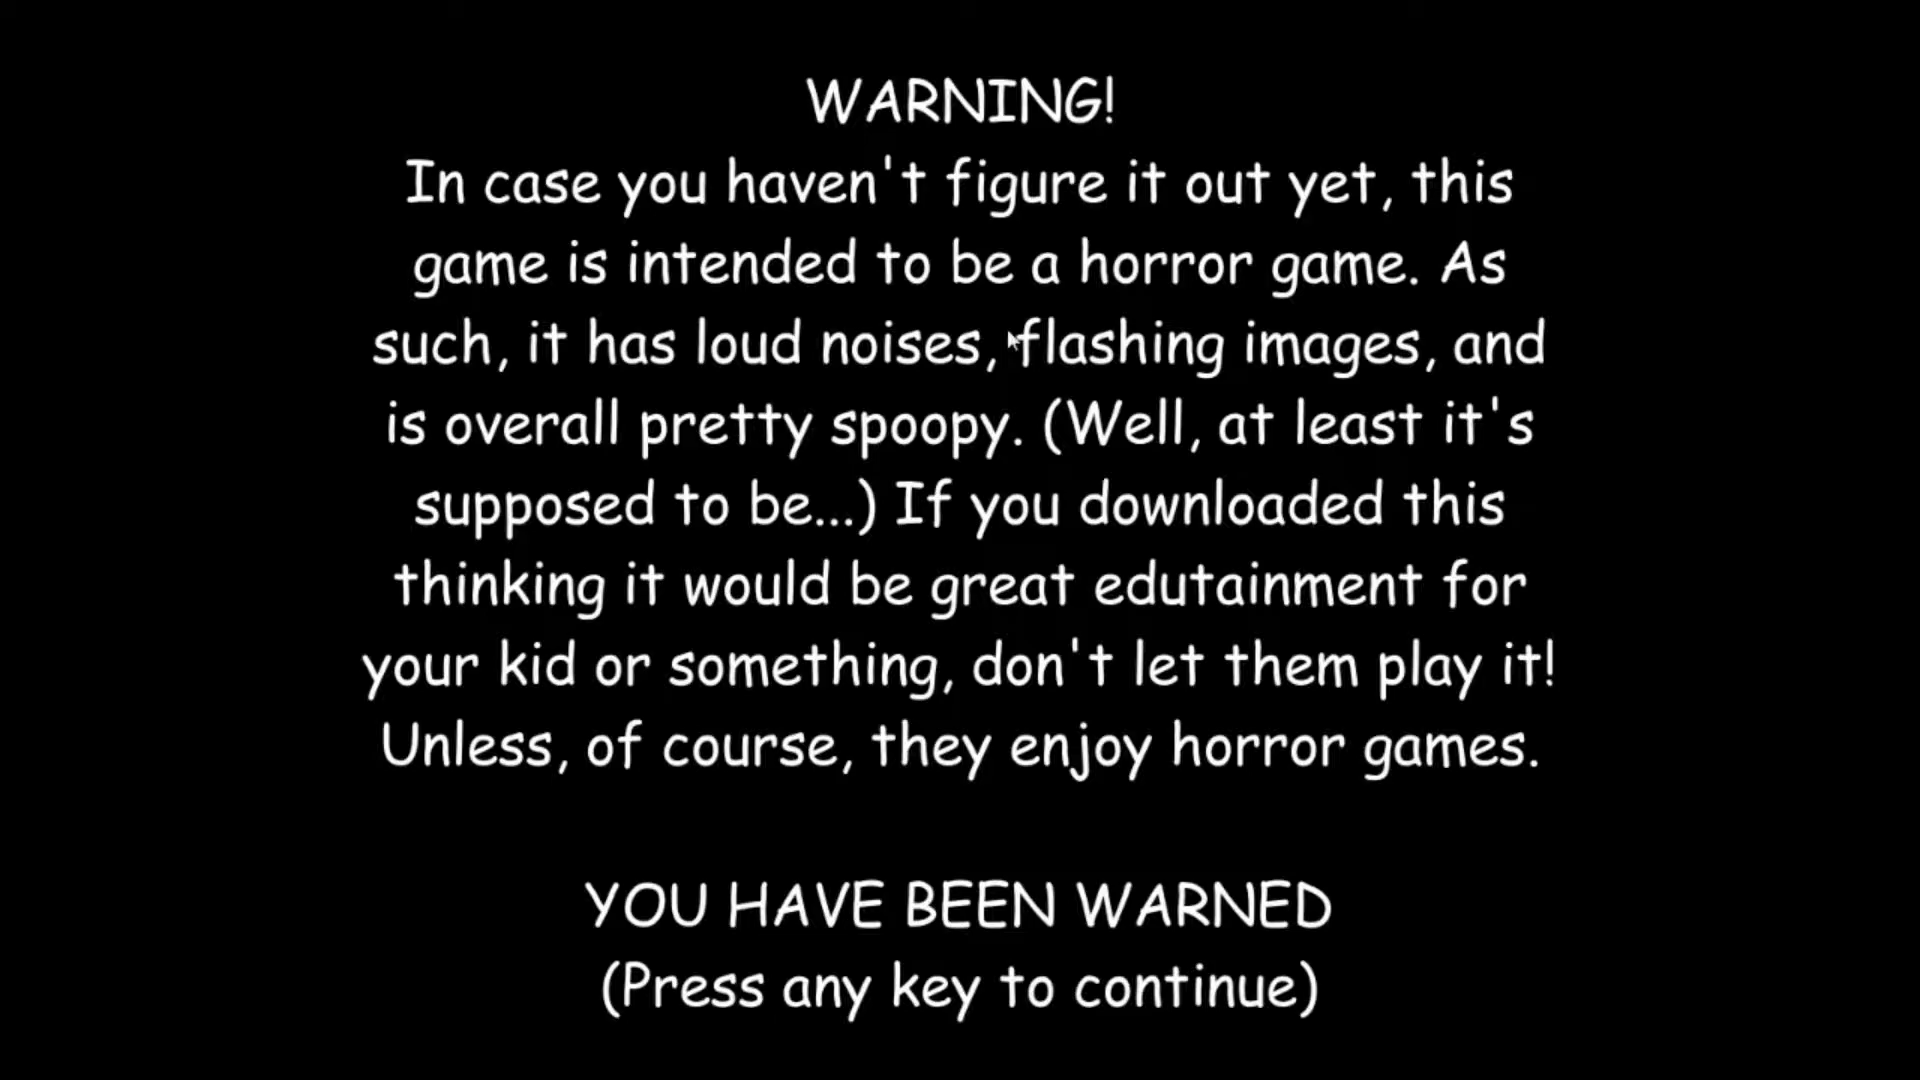 WARNING!
In case you haven't figure it out yet, this
game is intended to be a horror game. As
such, it has loud noises, flashing images, and
is overall pretty spoopy. (Well, at least it's
supposed to be...) If you downloaded this
thinking it would be great edutainment for
your kid or something, don't let them play it!
Unless, of course, they enjoy horror games.
YOU HAVE BEEN WARNED
(Press any key to continue)